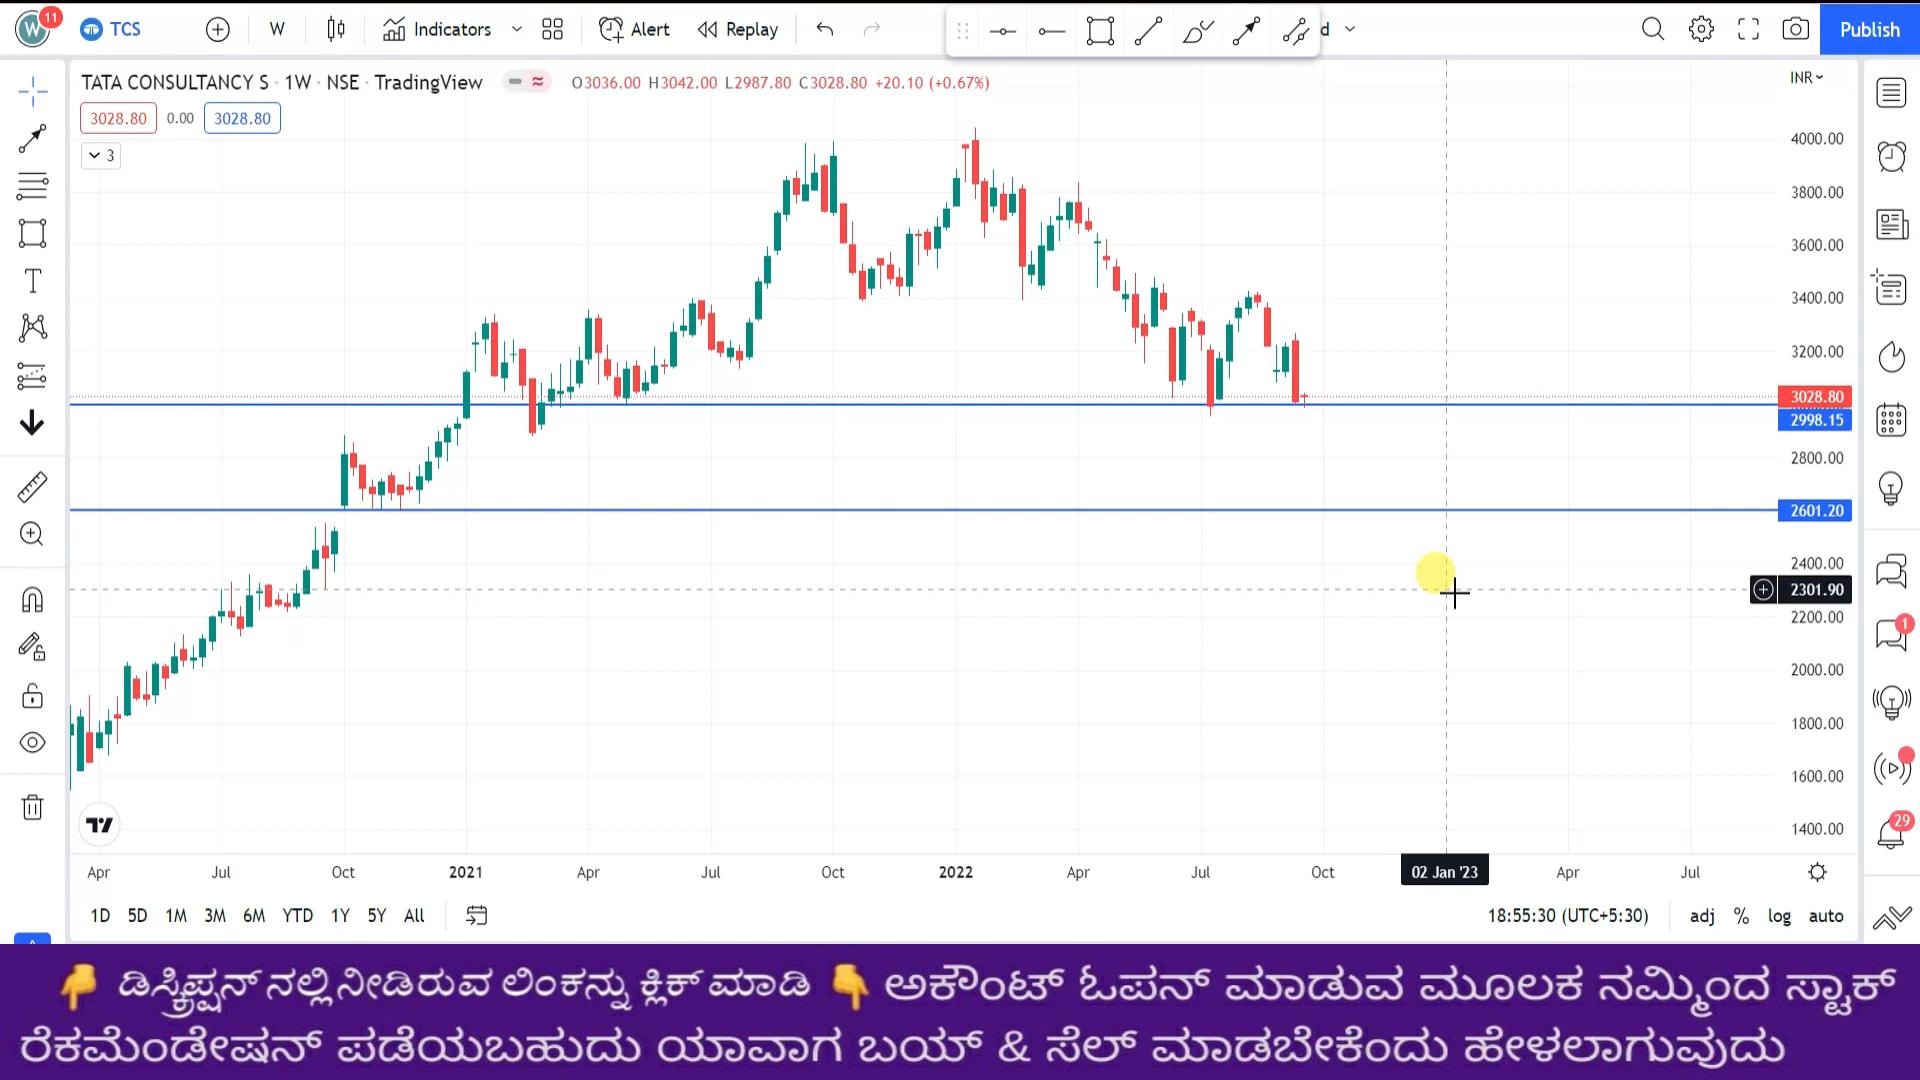 W 11 TCS W Indicators Alert Replay d Publish
TATA CONSULTANCY S · 1W · NSE · TradingView O3036.00 H3042.00 L2987.80 C3028.80 +20.10 (+0.67%) INR
3028.80 0.00 3028.80
3
4000.00
3800.00
3600.00
3400.00
3200.00
3028.80
2998.15
2800.00
2601.20
2400.00
2301.90
2200.00
2000.00
1800.00
1600.00
1400.00
1
29
Apr Jul Oct 2021 Apr Jul Oct 2022 Apr Jul Oct 02 Jan '23 Apr Jul
1D 5D 1M 3M 6M YTD 1Y 5Y All 18:55:30 (UTC+5:30) adj % log auto
👇 ಡಿಸ್ಕ್ರಿಪ್ಷನ್ ನಲ್ಲಿ ನೀಡಿರುವ ಲಿಂಕನ್ನು ಕ್ಲಿಕ್ ಮಾಡಿ 👇 ಅಕೌಂಟ್ ಓಪನ್ ಮಾಡುವ ಮೂಲಕ ನಮ್ಮಿಂದ ಸ್ಟಾಕ್
ರೆಕಮೆಂಡೇಷನ್ ಪಡೆಯಬಹುದು ಯಾವಾಗ ಬಯ್ & ಸೆಲ್ ಮಾಡಬೇಕೆಂದು ಹೇಳಲಾಗುವುದು